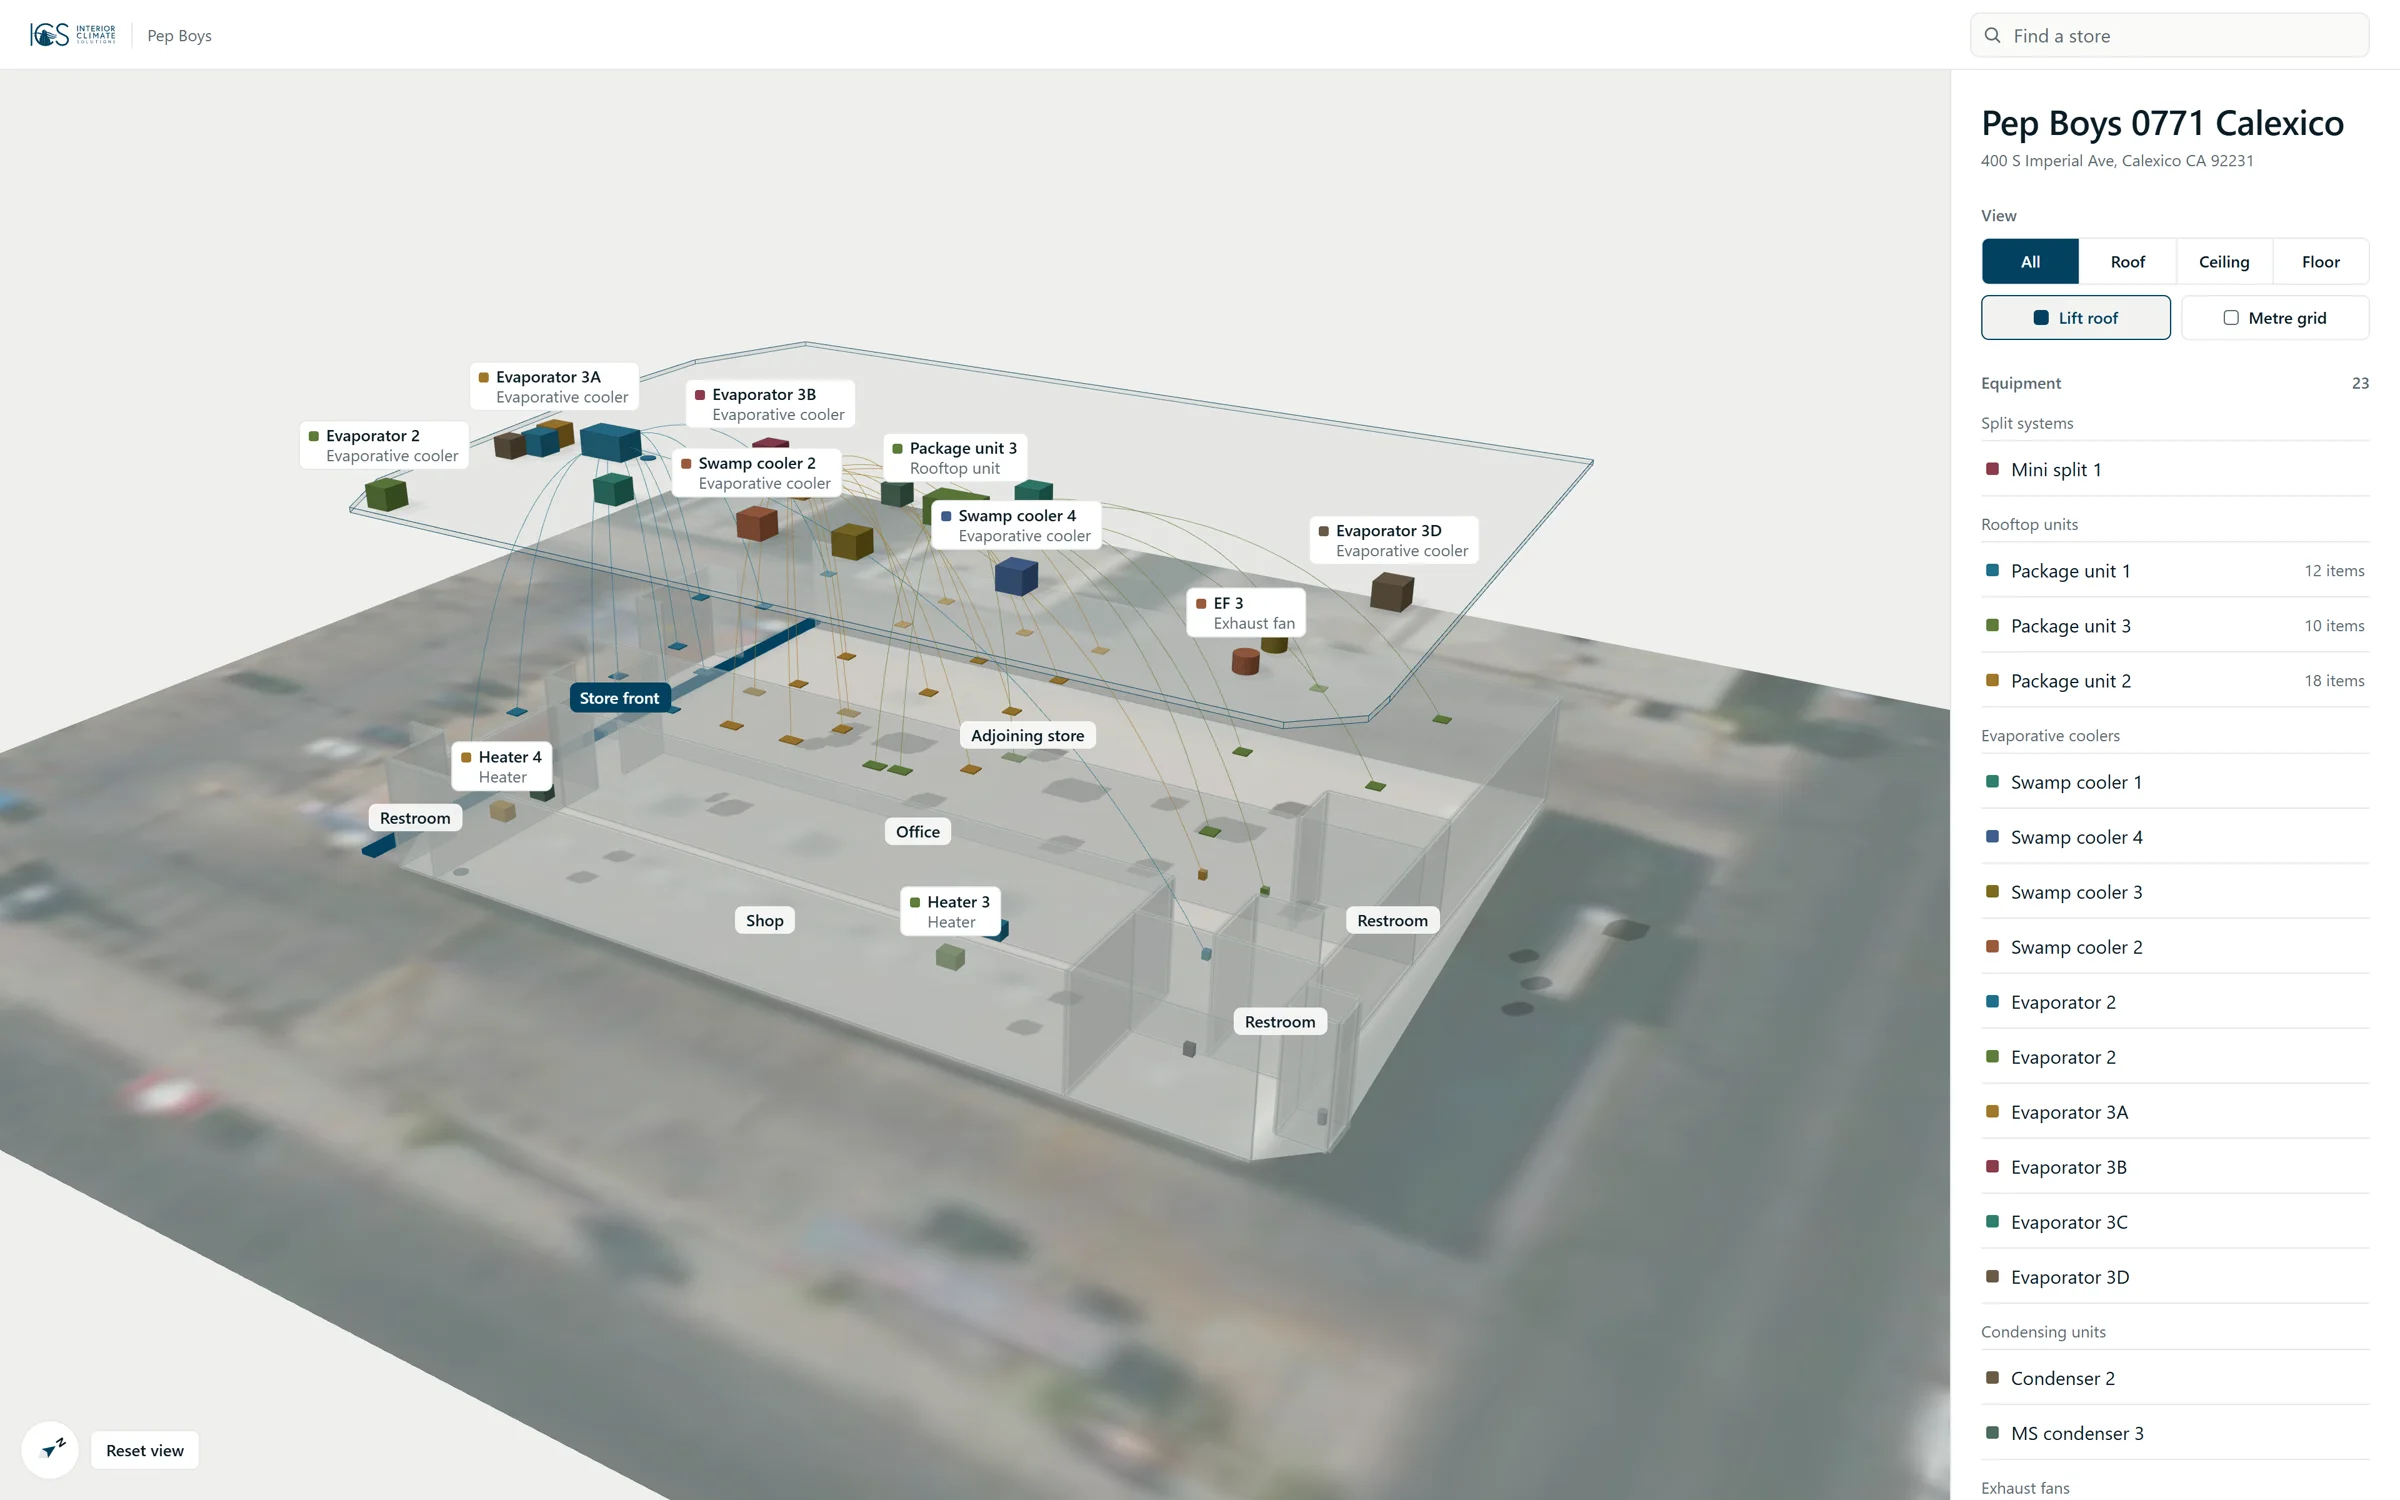 ICS INTERIOR
CLIMATE
SOLUTIONS
Pep Boys
Find a store
Evaporator 3A
Evaporative cooler
Evaporator 3B
Evaporative cooler
Evaporator 2
Evaporative cooler
Package unit 3
Rooftop unit
Swamp cooler 2
Evaporative cooler
Swamp cooler 4
Evaporative cooler
Evaporator 3D
Evaporative cooler
EF 3
Exhaust fan
Store front
Adjoining store
Heater 4
Heater
Restroom
Office
Heater 3
Heater
Shop
Restroom
Restroom
N
Reset view
Pep Boys 0771 Calexico
400 S Imperial Ave, Calexico CA 92231
View
All
Roof
Ceiling
Floor
Lift roof
Metre grid
Equipment 23
Split systems
Mini split 1
Rooftop units
Package unit 1 12 items
Package unit 3 10 items
Package unit 2 18 items
Evaporative coolers
Swamp cooler 1
Swamp cooler 4
Swamp cooler 3
Swamp cooler 2
Evaporator 2
Evaporator 2
Evaporator 3A
Evaporator 3B
Evaporator 3C
Evaporator 3D
Condensing units
Condenser 2
MS condenser 3
Exhaust fans